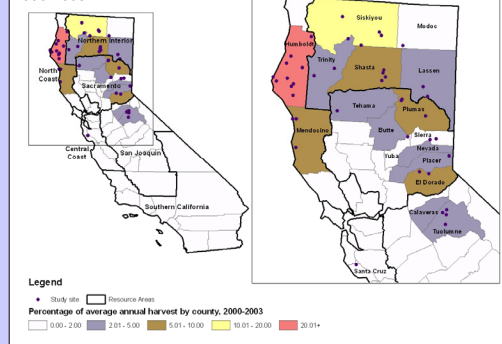 Northern Interior
North
Coast
Sacramento
Central
Coast
San Joaquin
Southern California
Siskiyou
Modoc
Humboldt
Trinity
Shasta
Lassen
Tehama
Plumas
Mendocino
Butte
Sierra
Nevada
Yuba
Placer
El Dorado
Calaveras
Tuolumne
Santa Cruz
Legend
Study site
Resource Areas
Percentage of average annual harvest by county, 2000-2003
0.00 - 2.00
2.01 - 5.00
5.01 - 10.00
10.01 - 20.00
20.01+